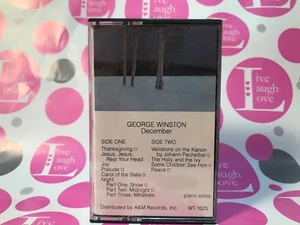 GEORGE WINSTON
December
SIDE ONE
Thanksgiving
Jesus, Jesus,
Rest Your Head
Joy
Prelude
Carol of the Bells
Night
Part One: Snow
Part Two: Midnight
Part Three: Minstrels
SIDE TWO
Variations on the Kanon
by Johann Pachelbel
The Holly and the Ivy
Some Children See Him
Peace
piano solos
Distributed by A&M Records, Inc.
WT-1025
Live
Laugh
Love